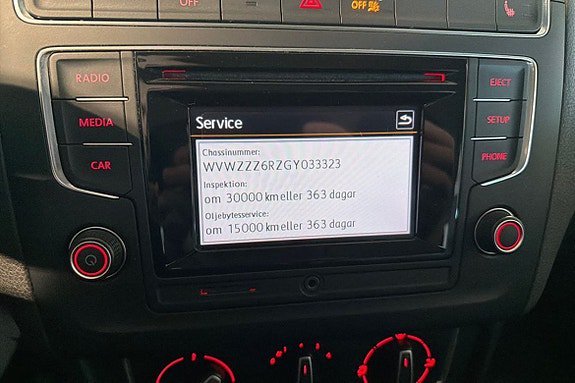 OFF
OFF
RADIO
MEDIA
CAR
EJECT
SETUP
PHONE
Service
Chassinummer:
WVWZZZ6RZGY033323
Inspektion:
om 30000 km eller 363 dagar
Oljebytesservice:
om 15000 km eller 363 dagar